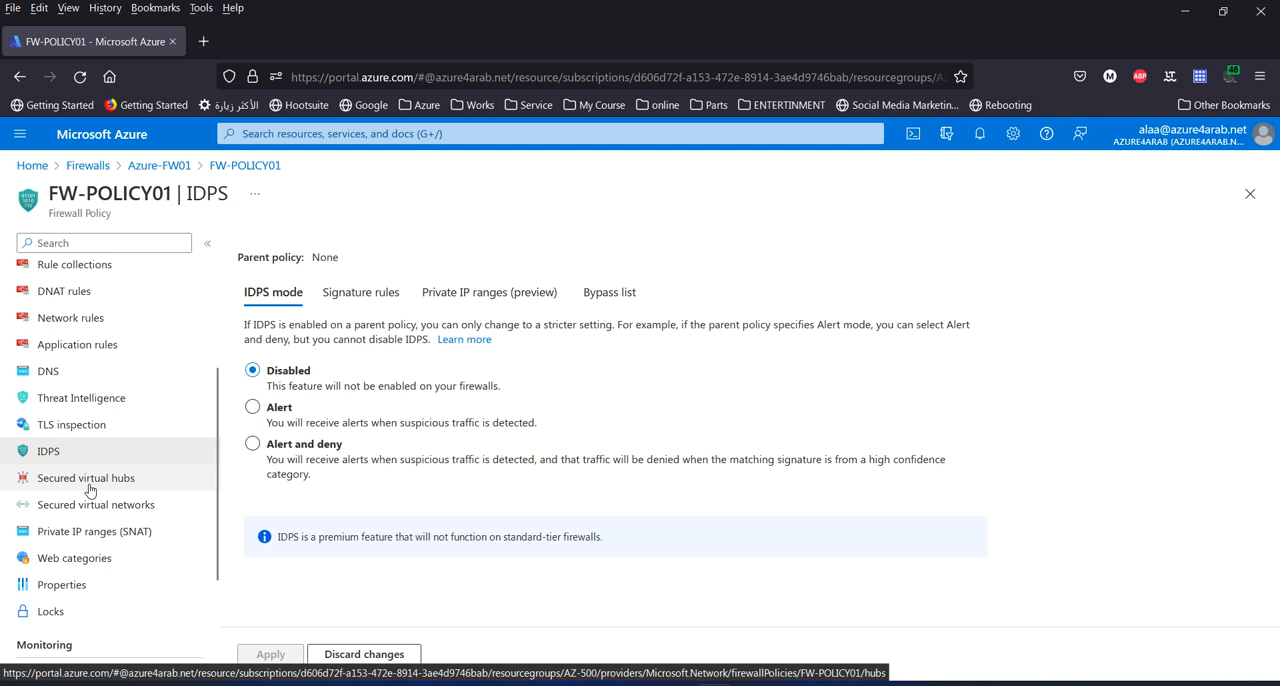 File Edit View History Bookmarks Tools Help
FW-POLICY01 - Microsoft Azure
https://portal.azure.com/#@azure4arab.net/resource/subscriptions/d606d72f-a153-472e-8914-3ae4d9746bab/resourcegroups/A
M ABP 46
Getting Started Getting Started الأكثر زيارة Hootsuite Google Azure Works Service My Course online Parts ENTERTINMENT Social Media Marketin... Rebooting Other Bookmarks
Microsoft Azure Search resources, services, and docs (G+/) alaa@azure4arab.net
AZURE4ARAB (AZURE4ARAB.N...
Home > Firewalls > Azure-FW01 > FW-POLICY01
FW-POLICY01 | IDPS ...
Firewall Policy
Search «
Rule collections
DNAT rules
Network rules
Application rules
DNS
Threat Intelligence
TLS inspection
IDPS
Secured virtual hubs
Secured virtual networks
Private IP ranges (SNAT)
Web categories
Properties
Locks
Monitoring
Parent policy: None
IDPS mode Signature rules Private IP ranges (preview) Bypass list
If IDPS is enabled on a parent policy, you can only change to a stricter setting. For example, if the parent policy specifies Alert mode, you can select Alert
and deny, but you cannot disable IDPS. Learn more
Disabled
This feature will not be enabled on your firewalls.
Alert
You will receive alerts when suspicious traffic is detected.
Alert and deny
You will receive alerts when suspicious traffic is detected, and that traffic will be denied when the matching signature is from a high confidence
category.
IDPS is a premium feature that will not function on standard-tier firewalls.
Apply Discard changes
https://portal.azure.com/#@azure4arab.net/resource/subscriptions/d606d72f-a153-472e-8914-3ae4d9746bab/resourcegroups/AZ-500/providers/Microsoft.Network/firewallPolicies/FW-POLICY01/hubs